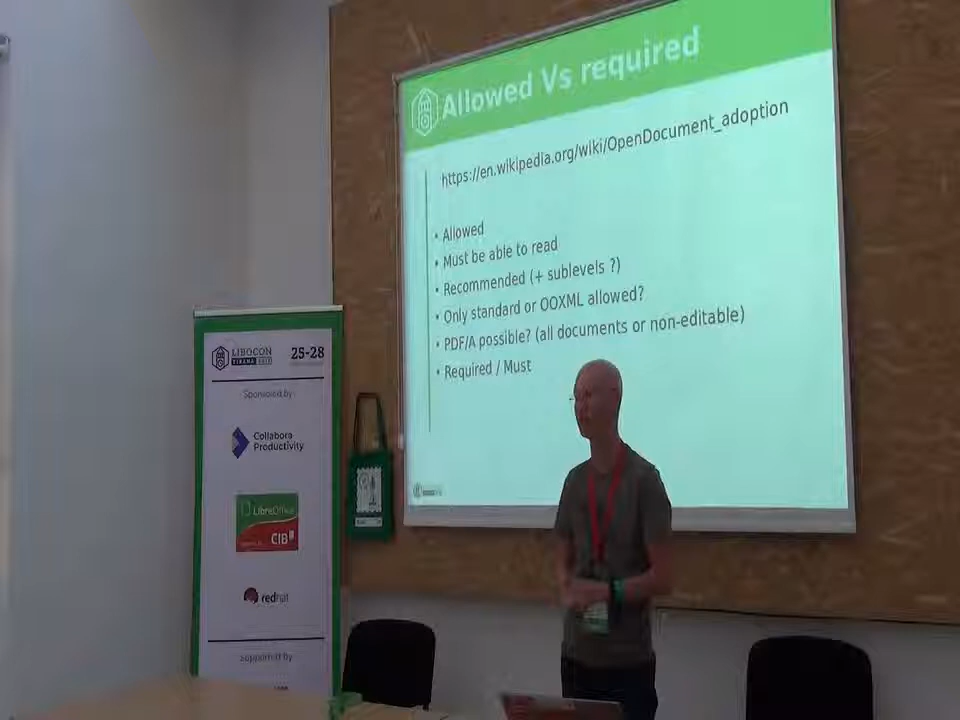 Allowed Vs required
https://en.wikipedia.org/wiki/OpenDocument_adoption
• Allowed
• Must be able to read
• Recommended (+ sublevels ?)
• Only standard or OOXML allowed?
• PDF/A possible? (all documents or non-editable)
• Required / Must
LIBOCON
25-28
Sponsored by
Collabora
Productivity
LibreOffice
CIB
redhat
Supported by